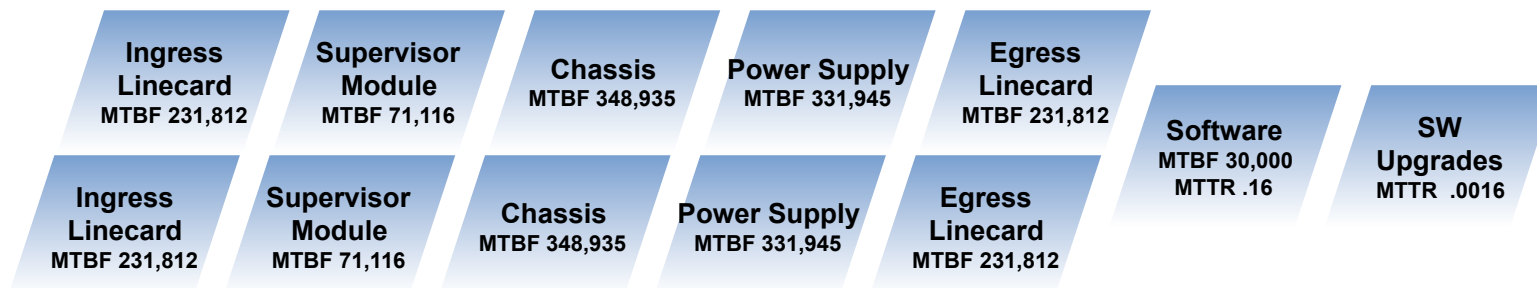 Ingress
Linecard
MTBF 231,812
Supervisor
Module
MTBF 71,116
Chassis
MTBF 348,935
Power Supply
MTBF 331,945
Egress
Linecard
MTBF 231,812
Software
MTBF 30,000
MTTR .16
SW
Upgrades
MTTR .0016
Ingress
Linecard
MTBF 231,812
Supervisor
Module
MTBF 71,116
Chassis
MTBF 348,935
Power Supply
MTBF 331,945
Egress
Linecard
MTBF 231,812